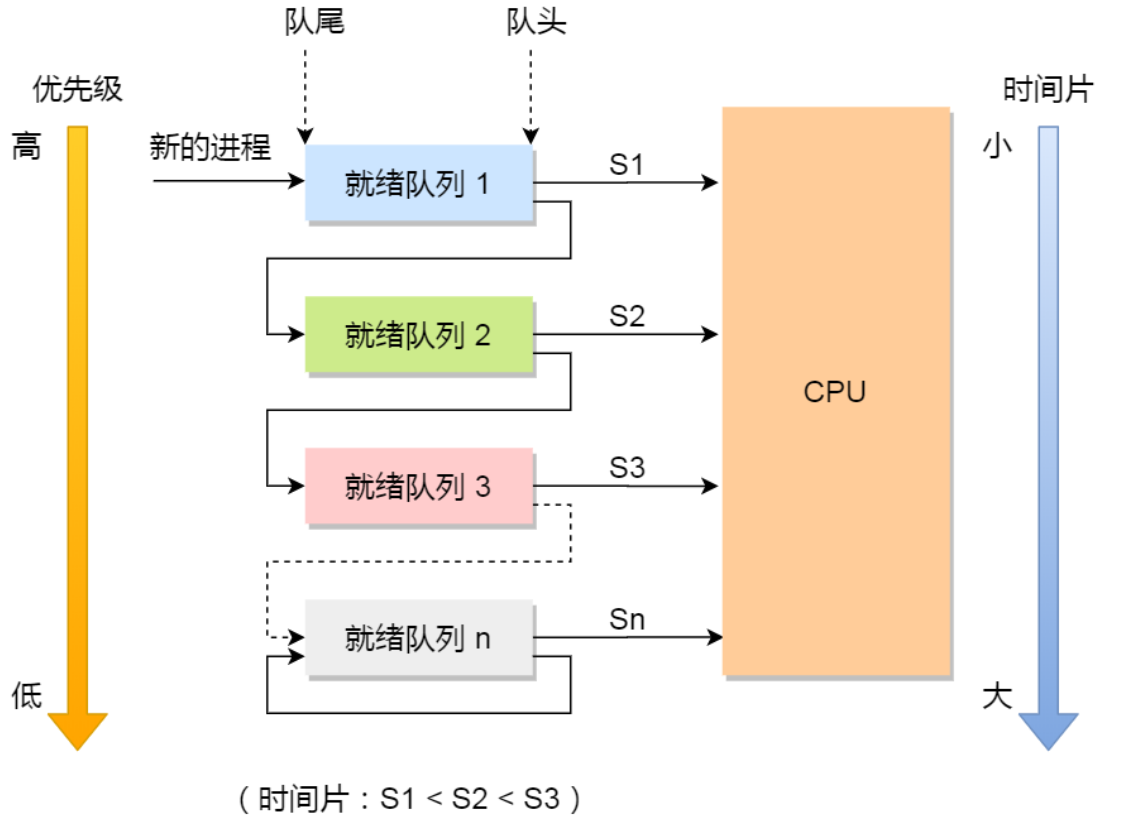 队尾
队头
优先级
时间片
高
新的进程
小
就绪队列 1
S1
就绪队列 2
S2
CPU
就绪队列 3
S3
就绪队列 n
Sn
低
大
（时间片：S1 < S2 < S3）